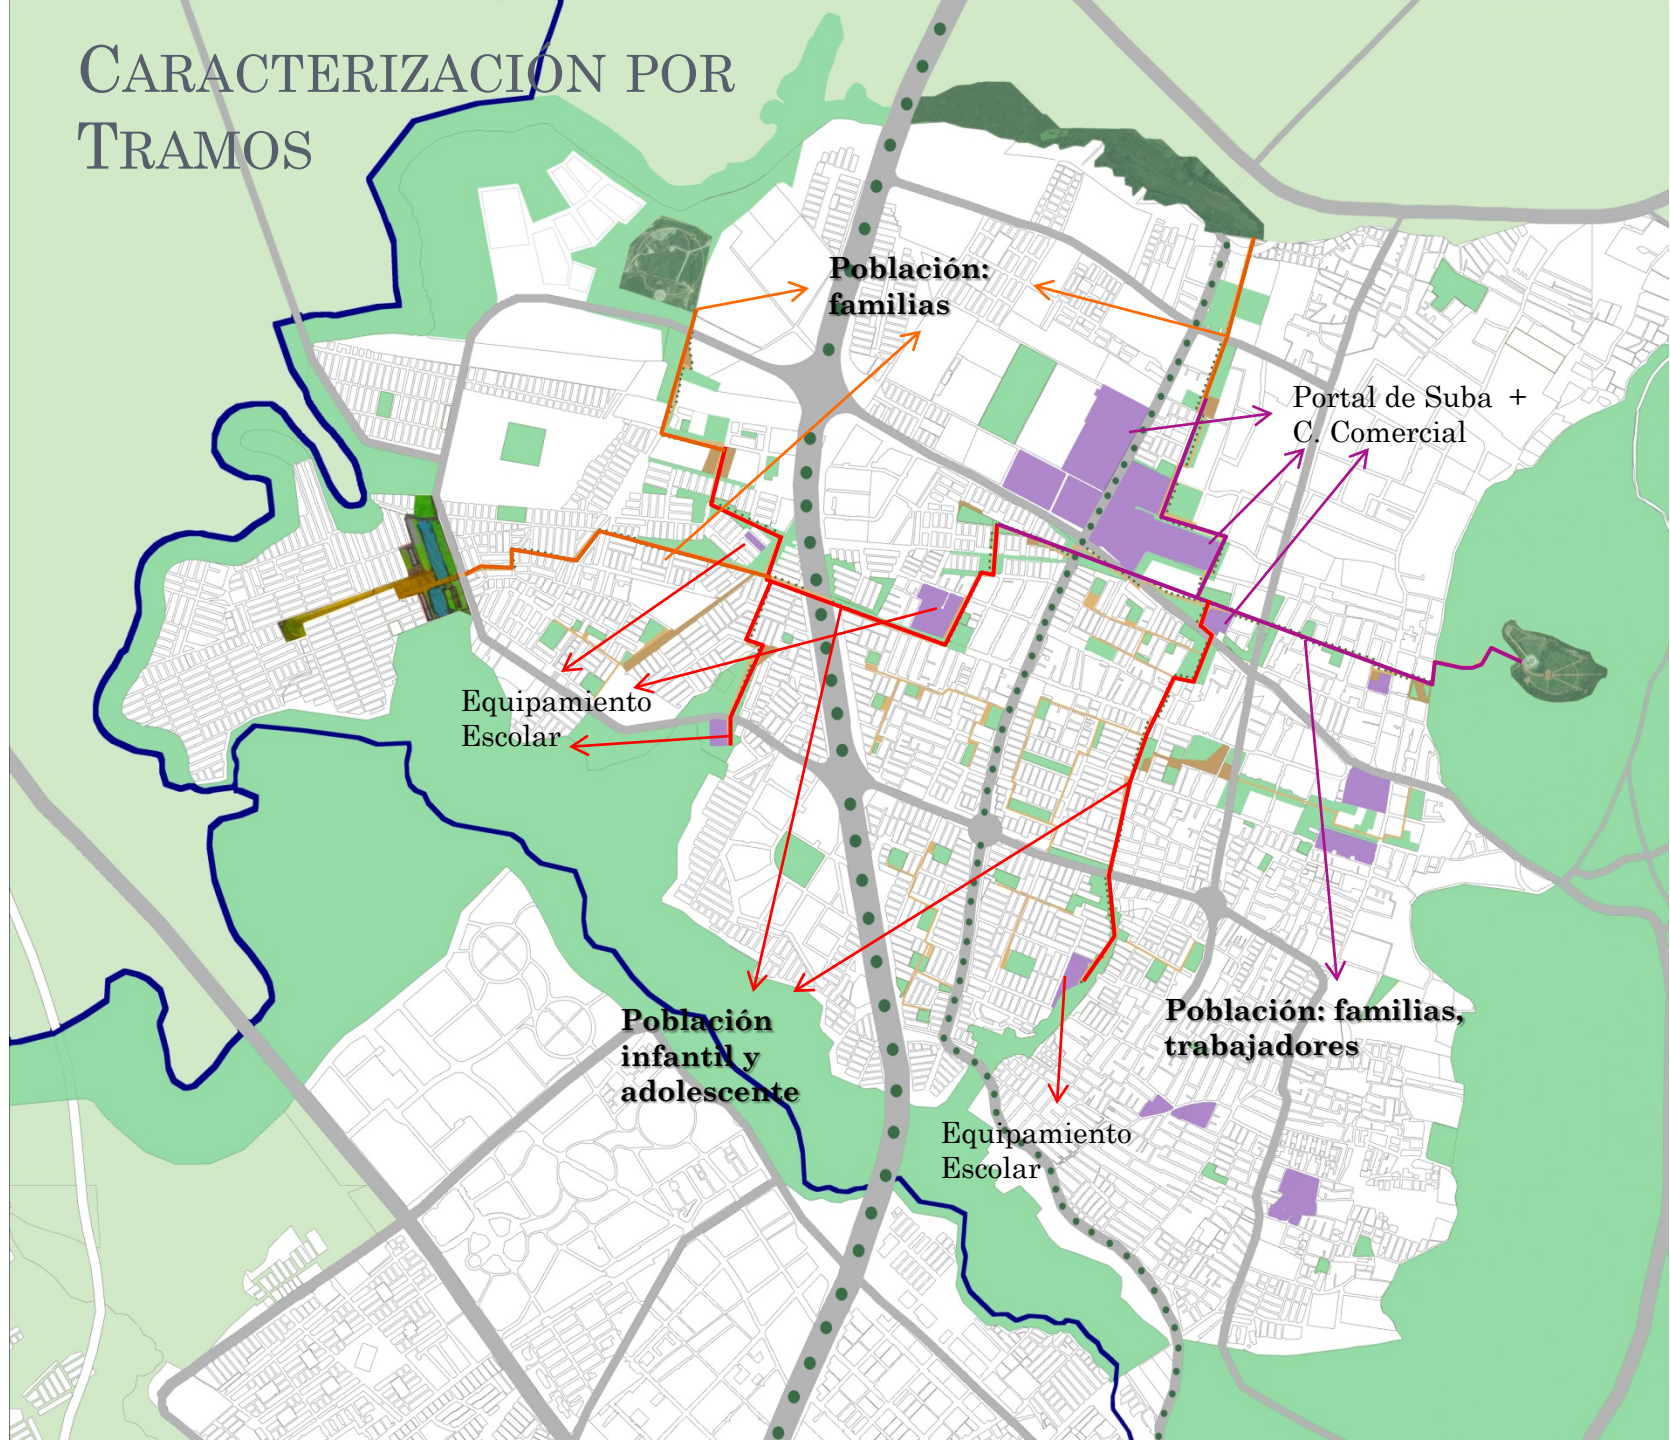 CARACTERIZACIÓN POR
TRAMOS
Población:
familias
Portal de Suba +
C. Comercial
Equipamiento
Escolar
Población
infantil y
adolescente
Población: familias,
trabajadores
Equipamiento
Escolar